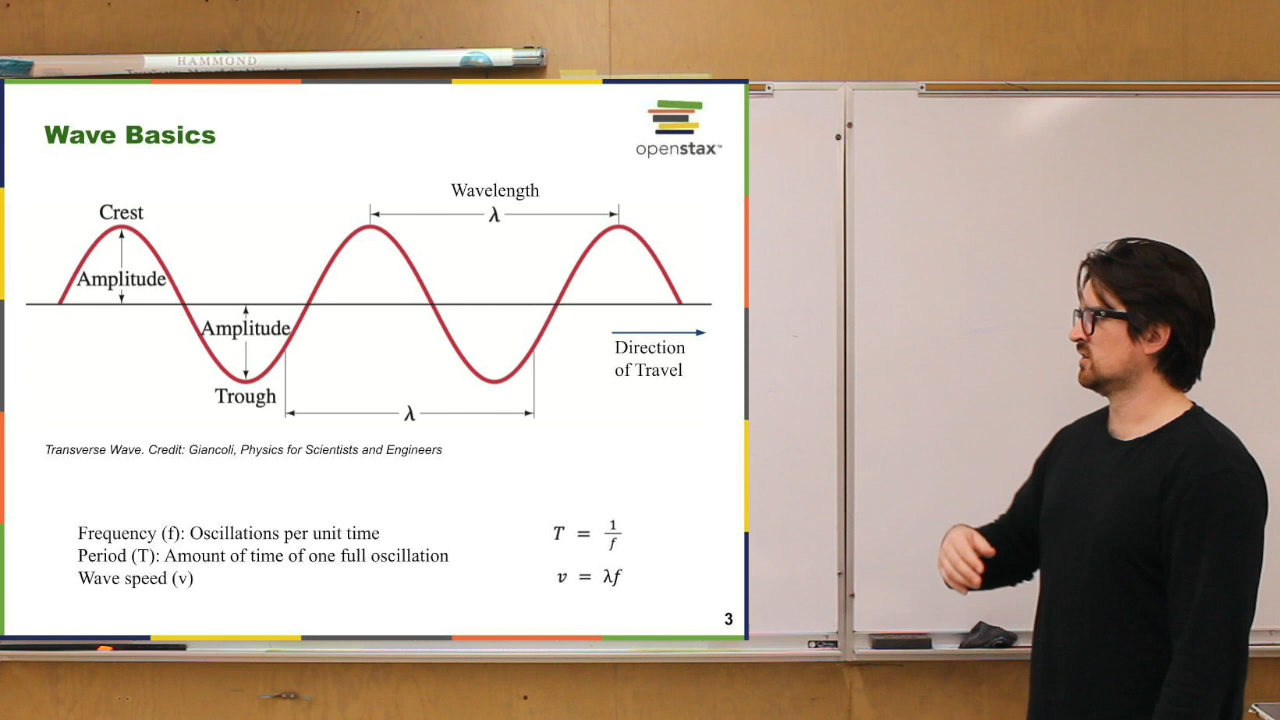 HAMMOND
Wave Basics
openstax™
Wavelength
λ
Crest
Amplitude
Amplitude
Trough
Direction
of Travel
λ
Transverse Wave. Credit: Giancoli, Physics for Scientists and Engineers
Frequency (f): Oscillations per unit time
T = 1/f
Period (T): Amount of time of one full oscillation
Wave speed (v)
v = λf
3